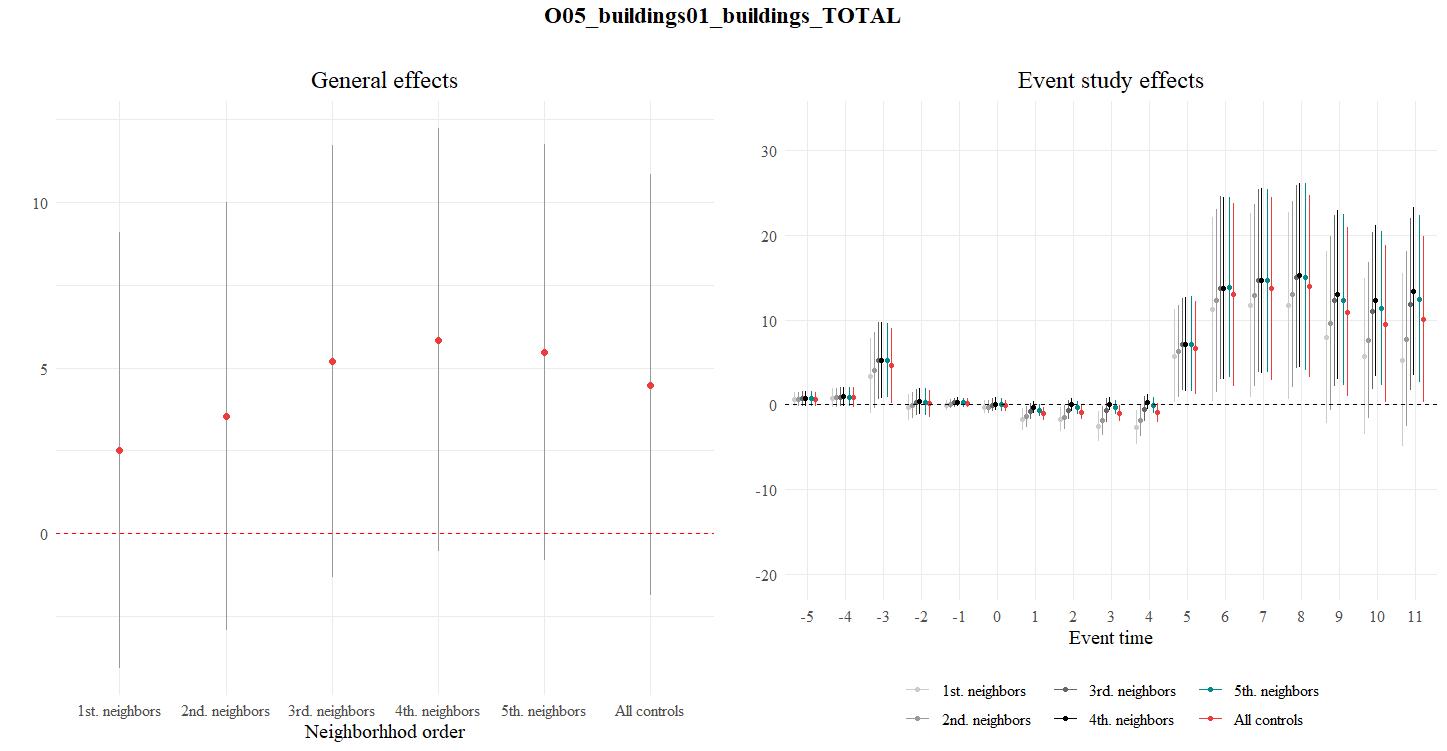 O05_buildings01_buildings_TOTAL
General effects
10
5
0
1st. neighbors 2nd. neighbors 3rd. neighbors 4th. neighbors 5th. neighbors All controls
Neighborhhod order
Event study effects
30
20
10
0
-10
-20
-5 -4 -3 -2 -1 0 1 2 3 4 5 6 7 8 9 10 11
Event time
1st. neighbors 3rd. neighbors 5th. neighbors
2nd. neighbors 4th. neighbors All controls